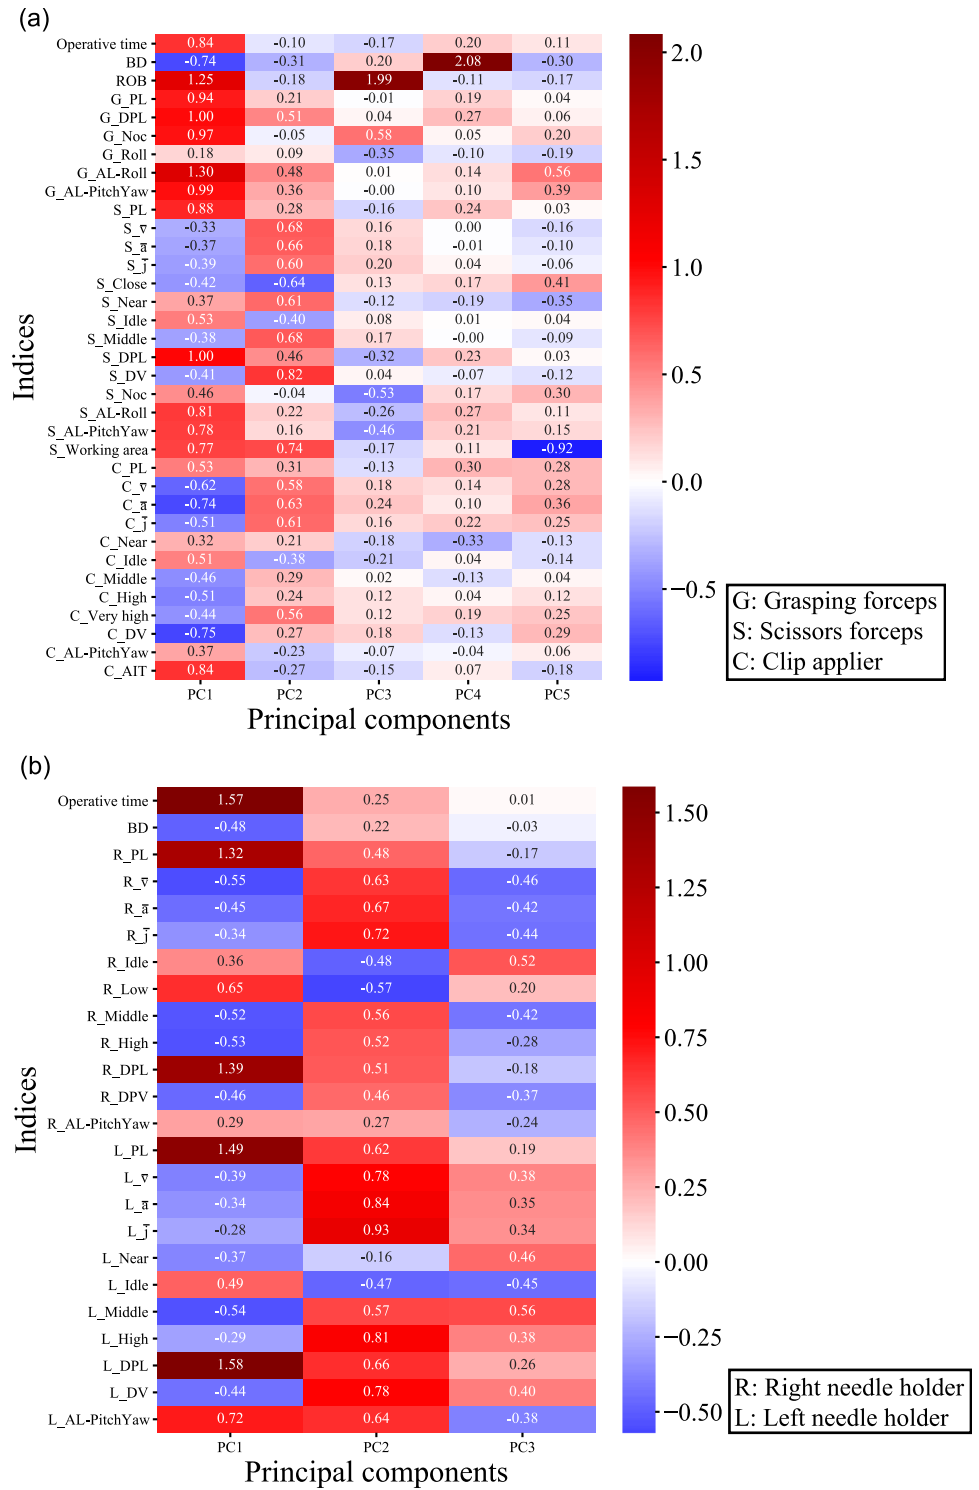 (a)
Operative time 0.84 -0.10 -0.17 0.20 0.11
BD -0.74 -0.31 0.20 2.08 -0.30
ROB 1.25 -0.18 1.99 -0.11 -0.17
G_PL 0.94 0.21 -0.01 0.19 0.04
G_DPL 1.00 0.51 0.04 0.27 0.06
G_Noc 0.97 -0.05 0.58 0.05 0.20
G_Roll 0.18 0.09 -0.35 -0.10 -0.19
G_AL-Roll 1.30 0.48 0.01 0.14 0.56
G_AL-PitchYaw 0.99 0.36 -0.00 0.10 0.39
S_PL 0.88 0.28 -0.16 0.24 0.03
S_v̅ -0.33 0.68 0.16 0.00 -0.16
S_a̅ -0.37 0.66 0.18 -0.01 -0.10
S_j̅ -0.39 0.60 0.20 0.04 -0.06
S_Close -0.42 -0.64 0.13 0.17 0.41
S_Near 0.37 0.61 -0.12 -0.19 -0.35
S_Idle 0.53 -0.40 0.08 0.01 0.04
S_Middle -0.38 0.68 0.17 -0.00 -0.09
S_DPL 1.00 0.46 -0.32 0.23 0.03
S_DV -0.41 0.82 0.04 -0.07 -0.12
S_Noc 0.46 -0.04 -0.53 0.17 0.30
S_AL-Roll 0.81 0.22 -0.26 0.27 0.11
S_AL-PitchYaw 0.78 0.16 -0.46 0.21 0.15
S_Working area 0.77 0.74 -0.17 0.11 -0.92
C_PL 0.53 0.31 -0.13 0.30 0.28
C_v̅ -0.62 0.58 0.18 0.14 0.28
C_a̅ -0.74 0.63 0.24 0.10 0.36
C_j̅ -0.51 0.61 0.16 0.22 0.25
C_Near 0.32 0.21 -0.18 -0.33 -0.13
C_Idle 0.51 -0.38 -0.21 0.04 -0.14
C_Middle -0.46 0.29 0.02 -0.13 0.04
C_High -0.51 0.24 0.12 0.04 0.12
C_Very high -0.44 0.56 0.12 0.19 0.25
C_DV -0.75 0.27 0.18 -0.13 0.29
C_AL-PitchYaw 0.37 -0.23 -0.07 -0.04 0.06
C_AIT 0.84 -0.27 -0.15 0.07 -0.18
PC1 PC2 PC3 PC4 PC5
Principal components
Indices
2.0
1.5
1.0
0.5
0.0
−0.5
G: Grasping forceps
S: Scissors forceps
C: Clip applier
(b)
Operative time 1.57 0.25 0.01
BD -0.48 0.22 -0.03
R_PL 1.32 0.48 -0.17
R_v̅ -0.55 0.63 -0.46
R_a̅ -0.45 0.67 -0.42
R_j̅ -0.34 0.72 -0.44
R_Idle 0.36 -0.48 0.52
R_Low 0.65 -0.57 0.20
R_Middle -0.52 0.56 -0.42
R_High -0.53 0.52 -0.28
R_DPL 1.39 0.51 -0.18
R_DPV -0.46 0.46 -0.37
R_AL-PitchYaw 0.29 0.27 -0.24
L_PL 1.49 0.62 0.19
L_v̅ -0.39 0.78 0.38
L_a̅ -0.34 0.84 0.35
L_j̅ -0.28 0.93 0.34
L_Near -0.37 -0.16 0.46
L_Idle 0.49 -0.47 -0.45
L_Middle -0.54 0.57 0.56
L_High -0.29 0.81 0.38
L_DPL 1.58 0.66 0.26
L_DV -0.44 0.78 0.40
L_AL-PitchYaw 0.72 0.64 -0.38
PC1 PC2 PC3
Principal components
Indices
1.50
1.25
1.00
0.75
0.50
0.25
0.00
−0.25
−0.50
R: Right needle holder
L: Left needle holder